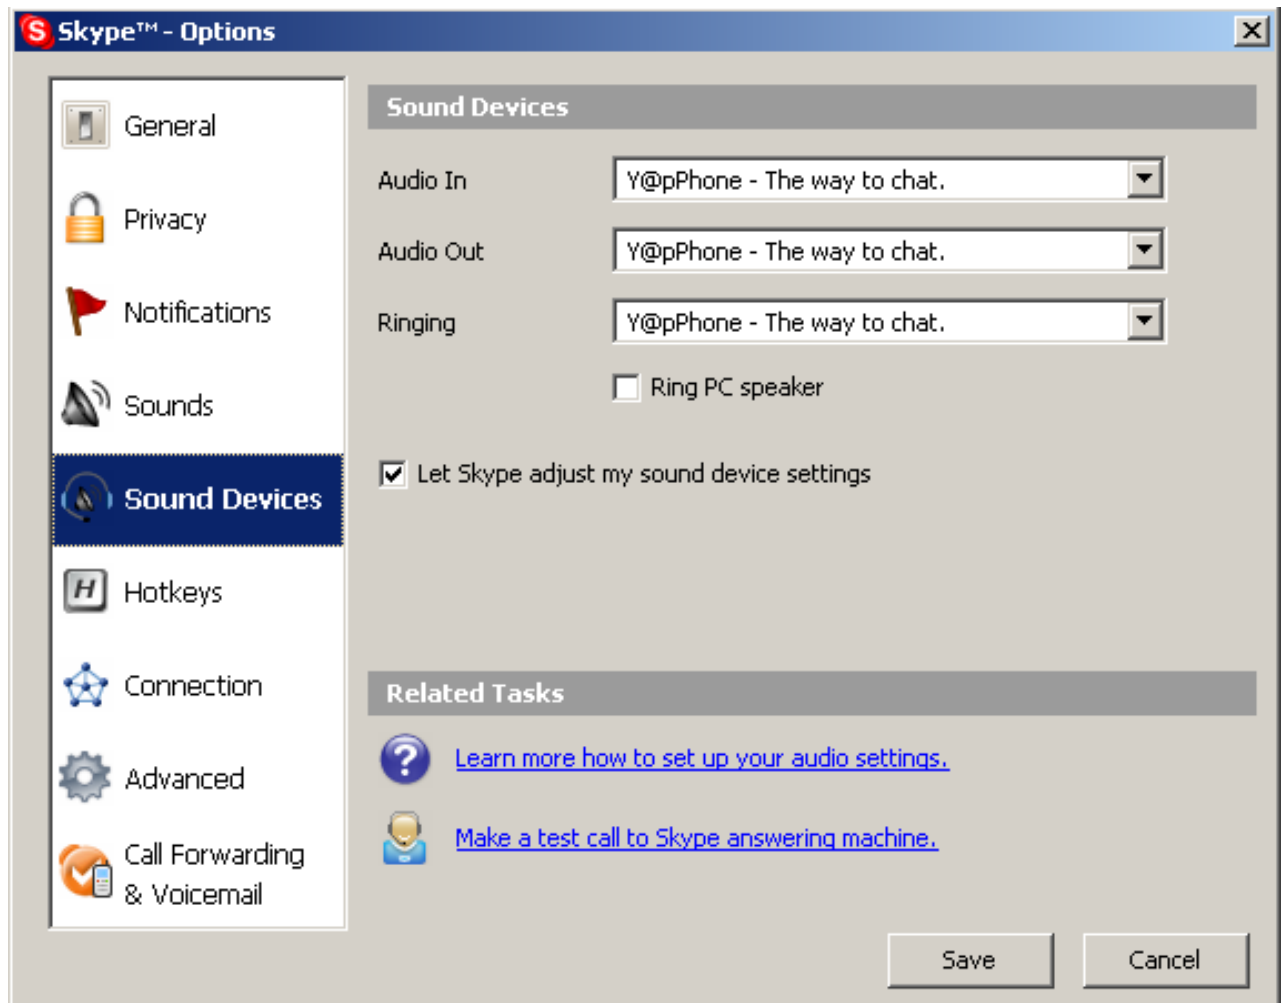 Skype™ - Options
General
Privacy
Notifications
Sounds
Sound Devices
Hotkeys
Connection
Advanced
Call Forwarding
& Voicemail
Sound Devices
Audio In
Y@pPhone - The way to chat.
Audio Out
Y@pPhone - The way to chat.
Ringing
Y@pPhone - The way to chat.
Ring PC speaker
Let Skype adjust my sound device settings
Related Tasks
Learn more how to set up your audio settings.
Make a test call to Skype answering machine.
Save
Cancel